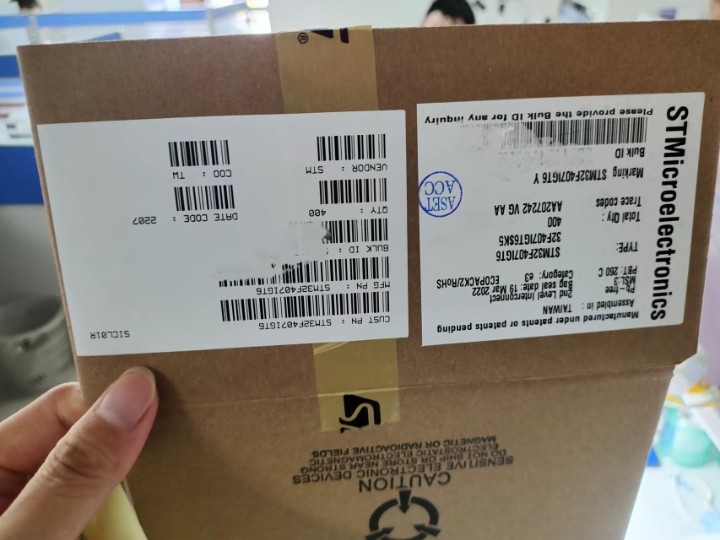 STMicroelectronics
Manufactured under patents or patents pending
Assembled in : TAIWAN
Pb-free
2nd Level Interconnect
MSL:3
Bag seal date: 19 Mar 2022
PBT: 260 C
Category: e3
ECOPACK2/ROHS
TYPE:
STM32F407IGT6
32F407IGT6SK5
Total Qty :
400
Trace codes
AA207242 VG AA
Marking
STM32F407IGT6 Y
Bulk ID
Please provide the Bulk ID for any inquiry
ASET
ACC
S1CL01R
CUST PN : STM32F407IGT6
MFG PN : STM32F407IGT6
BULK ID :
QTY : 400
DATE CODE : 2207
VENDOR : STM
COO : TW
CAUTION
SENSITIVE ELECTRONIC DEVICES
DO NOT SHIP OR STORE NEAR STRONG
ELECTROSTATIC ELECTROMAGNETIC
MAGNETIC OR RADIOACTIVE FIELDS